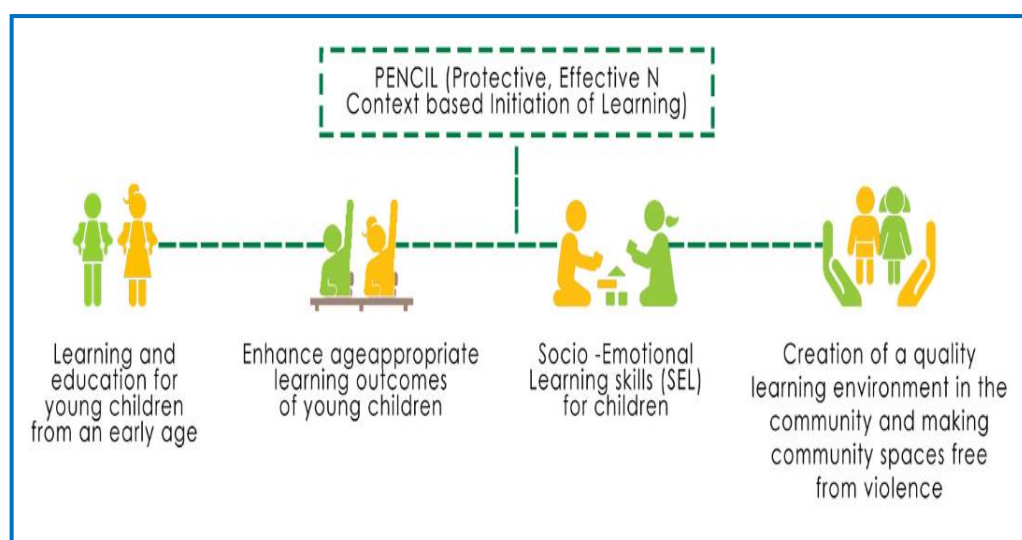 PENCIL (Protective, Effective N
Context based Initiation of Learning)
Learning and
education for
young children
from an early age
Enhance ageappropriate
learning outcomes
of young children
Socio -Emotional
Learning skills (SEL)
for children
Creation of a quality
learning environment in the
community and making
community spaces free
from violence